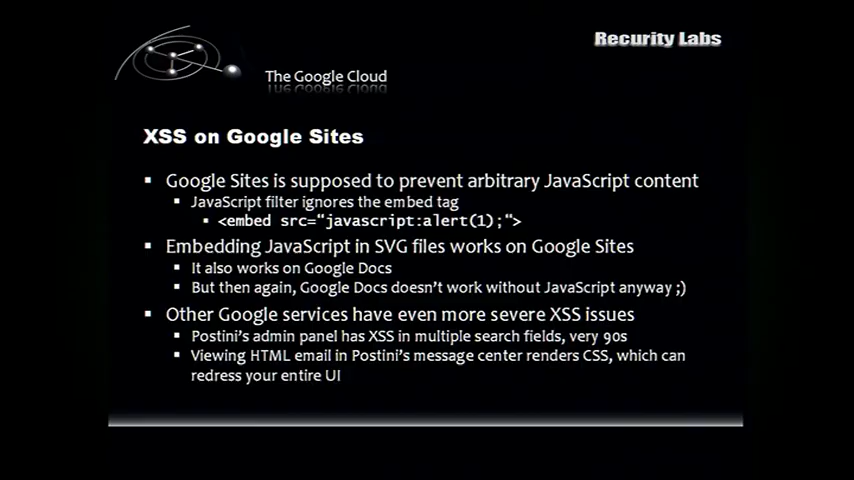 Recurity Labs
The Google Cloud
XSS on Google Sites
Google Sites is supposed to prevent arbitrary JavaScript content
JavaScript filter ignores the embed tag
<embed src="javascript:alert(1);">
Embedding JavaScript in SVG files works on Google Sites
It also works on Google Docs
But then again, Google Docs doesn't work without JavaScript anyway ;)
Other Google services have even more severe XSS issues
Postini's admin panel has XSS in multiple search fields, very 90s
Viewing HTML email in Postini's message center renders CSS, which can
redress your entire UI